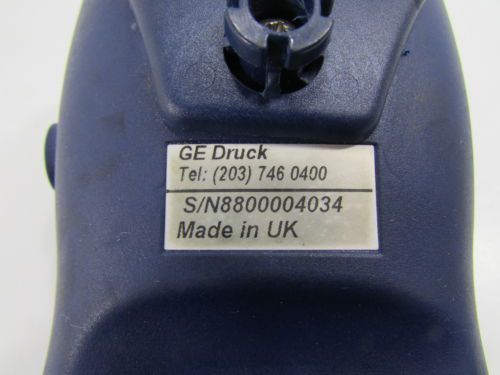 GE Druck
Tel: (203) 746 0400
S/N8800004034
Made in UK